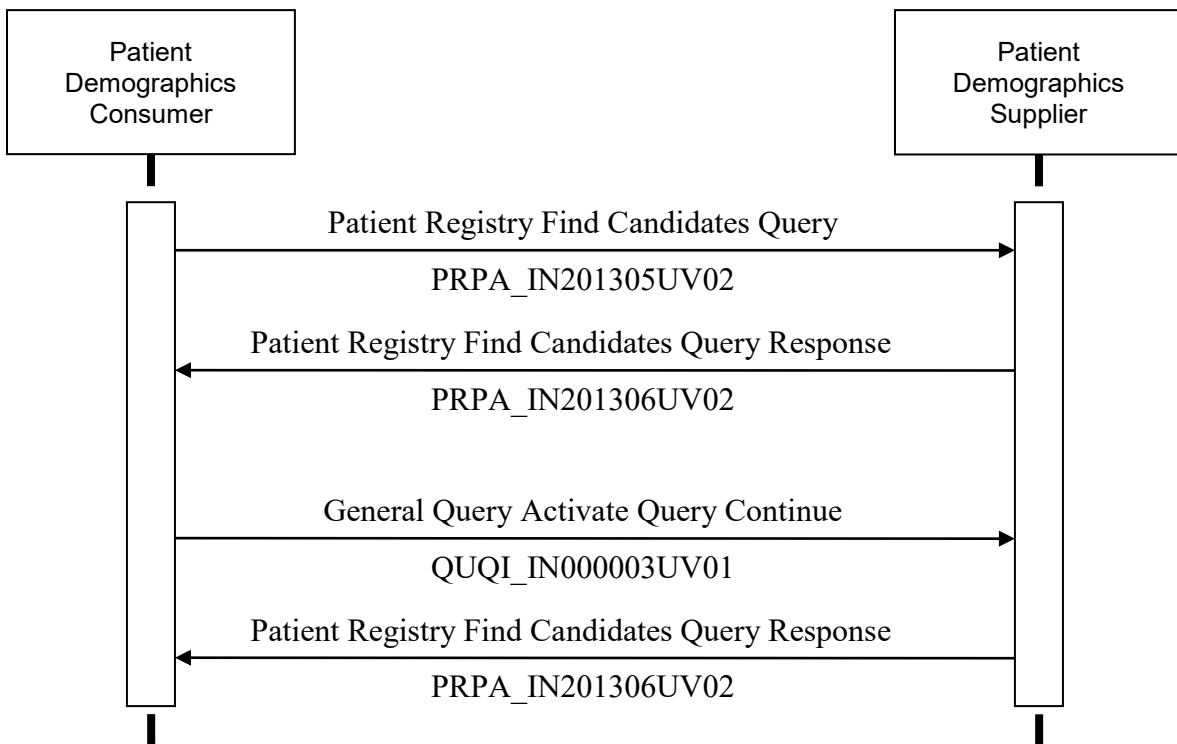 Patient
Demographics
Consumer
Patient
Demographics
Supplier
Patient Registry Find Candidates Query
PRPA_IN201305UV02
Patient Registry Find Candidates Query Response
PRPA_IN201306UV02
General Query Activate Query Continue
QUQI_IN000003UV01
Patient Registry Find Candidates Query Response
PRPA_IN201306UV02